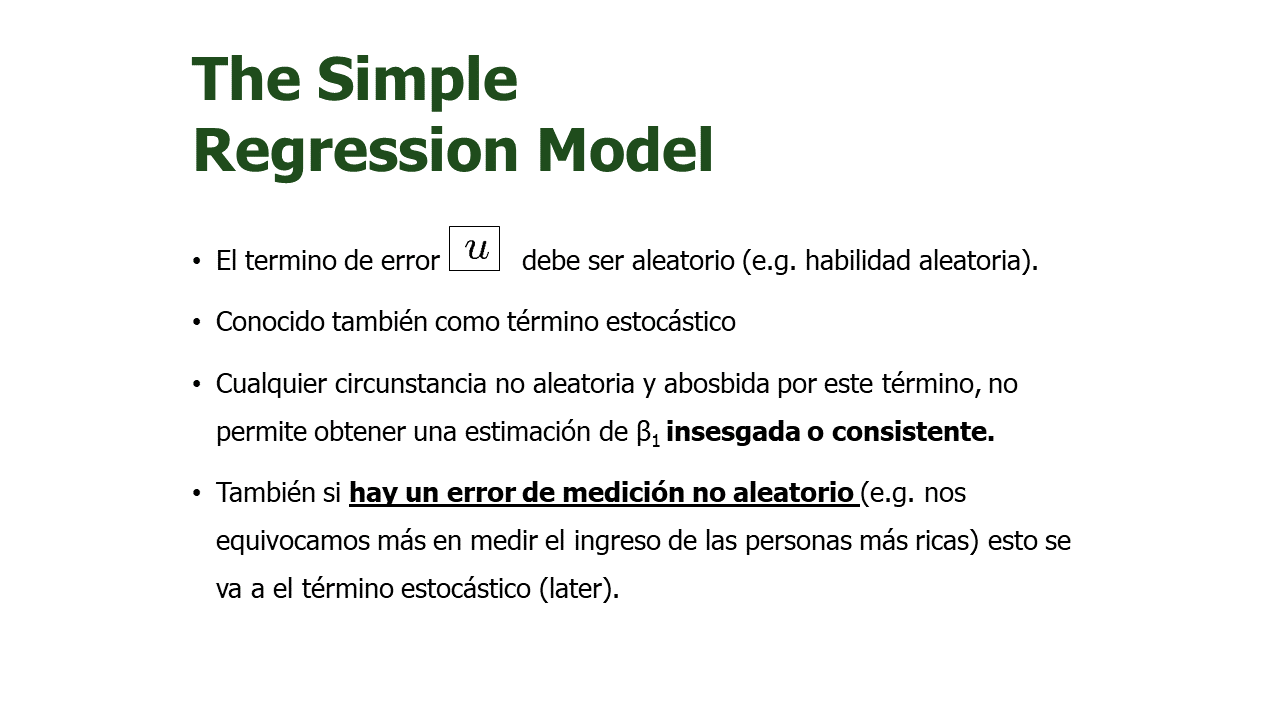 The Simple
Regression Model
• El termino de error u debe ser aleatorio (e.g. habilidad aleatoria).
• Conocido también como término estocástico
• Cualquier circunstancia no aleatoria y abosbida por este término, no
permite obtener una estimación de β₁ insesgada o consistente.
• También si hay un error de medición no aleatorio (e.g. nos
equivocamos más en medir el ingreso de las personas más ricas) esto se
va a el término estocástico (later).